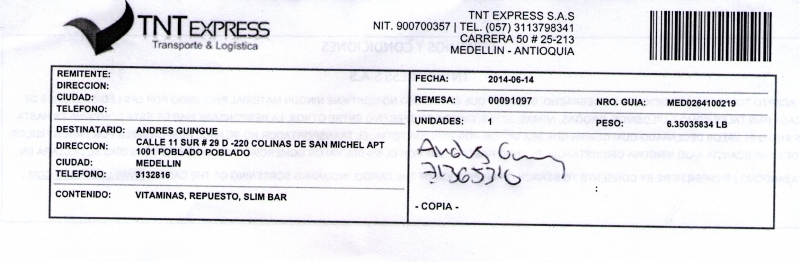 TNT EXPRESS
Transporte & Logística
TNT EXPRESS S.A.S
NIT. 900700357 | TEL. (057) 3113798341
CARRERA 50 # 25-213
MEDELLIN - ANTIOQUIA
REMITENTE:
DIRECCION:
CIUDAD:
TELEFONO:
DESTINATARIO: ANDRES GUINGUE
DIRECCION: CALLE 11 SUR # 29 D -220 COLINAS DE SAN MICHEL APT
1001 POBLADO POBLADO
CIUDAD: MEDELLIN
TELEFONO: 3132816
CONTENIDO: VITAMINAS, REPUESTO, SLIM BAR
FECHA: 2014-06-14
REMESA: 00091097 NRO. GUIA: MED0264100219
UNIDADES: 1 PESO: 6.35035834 LB
71365316
- COPIA -